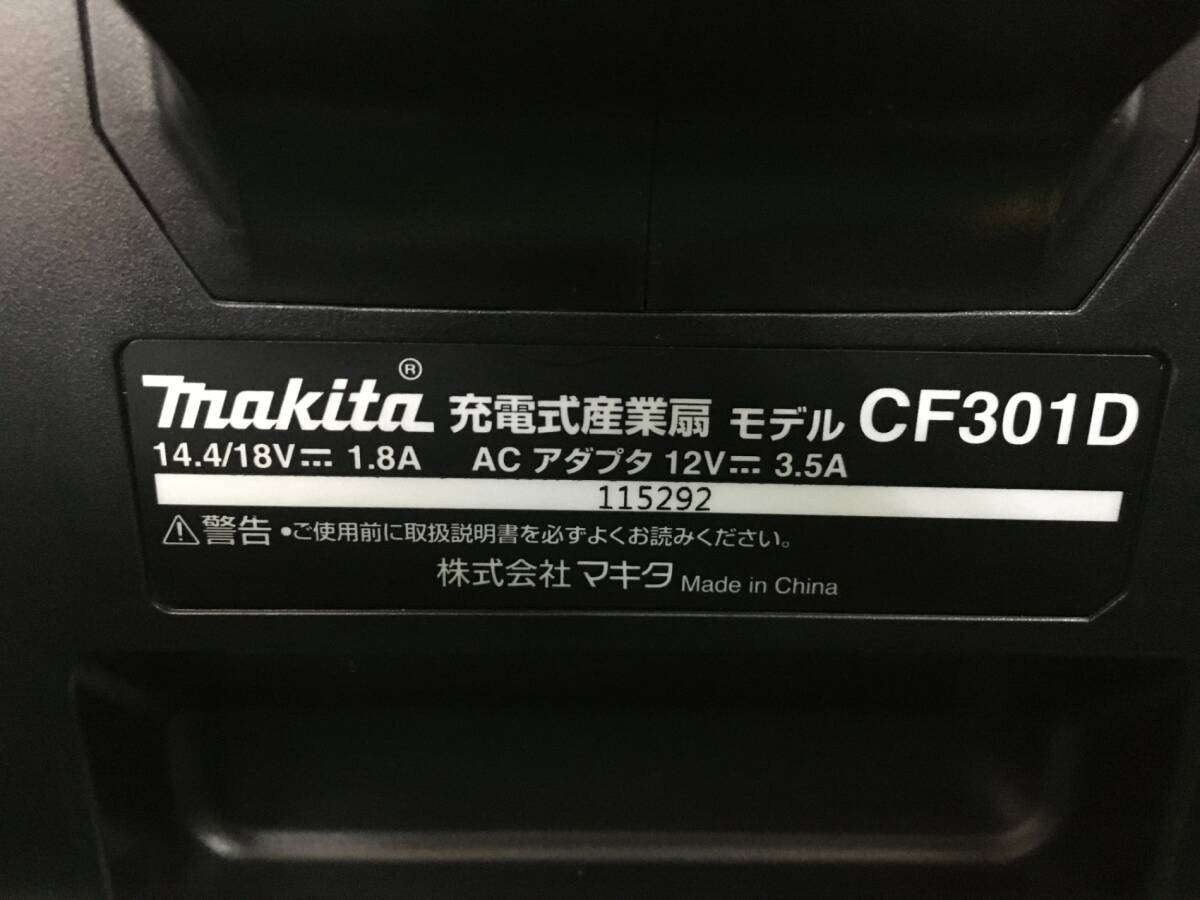 makita® 充電式産業扇 モデル CF301D
14.4/18V⎓ 1.8A AC アダプタ 12V⎓ 3.5A
115292
⚠警告 •ご使用前に取扱説明書を必ずよくお読みください。
株式会社 マキタ Made in China